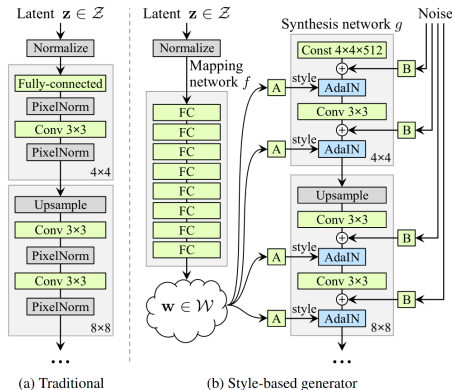 Latent z ∈ Z
Normalize
Fully-connected
PixelNorm
Conv 3×3
PixelNorm
4×4
Upsample
Conv 3×3
PixelNorm
Conv 3×3
PixelNorm
8×8
...
(a) Traditional
Latent z ∈ Z
Normalize
Mapping
network f
FC
FC
FC
FC
FC
FC
FC
FC
w ∈ W
Synthesis network g
Noise
Const 4×4×512
B
A
style
AdaIN
Conv 3×3
B
A
style
AdaIN
4×4
Upsample
Conv 3×3
B
A
style
AdaIN
Conv 3×3
B
A
style
AdaIN
8×8
...
(b) Style-based generator